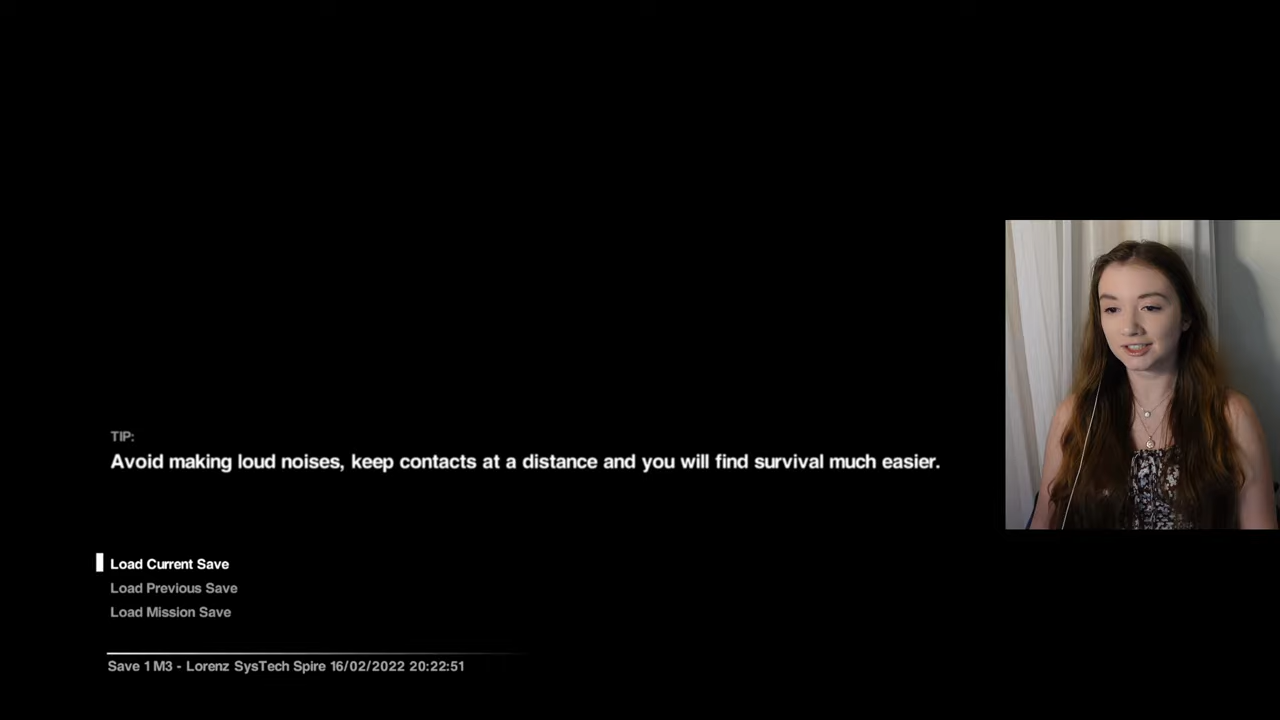 TIP:
Avoid making loud noises, keep contacts at a distance and you will find survival much easier.
Load Current Save
Load Previous Save
Load Mission Save
Save 1 M3 - Lorenz SysTech Spire 16/02/2022 20:22:51